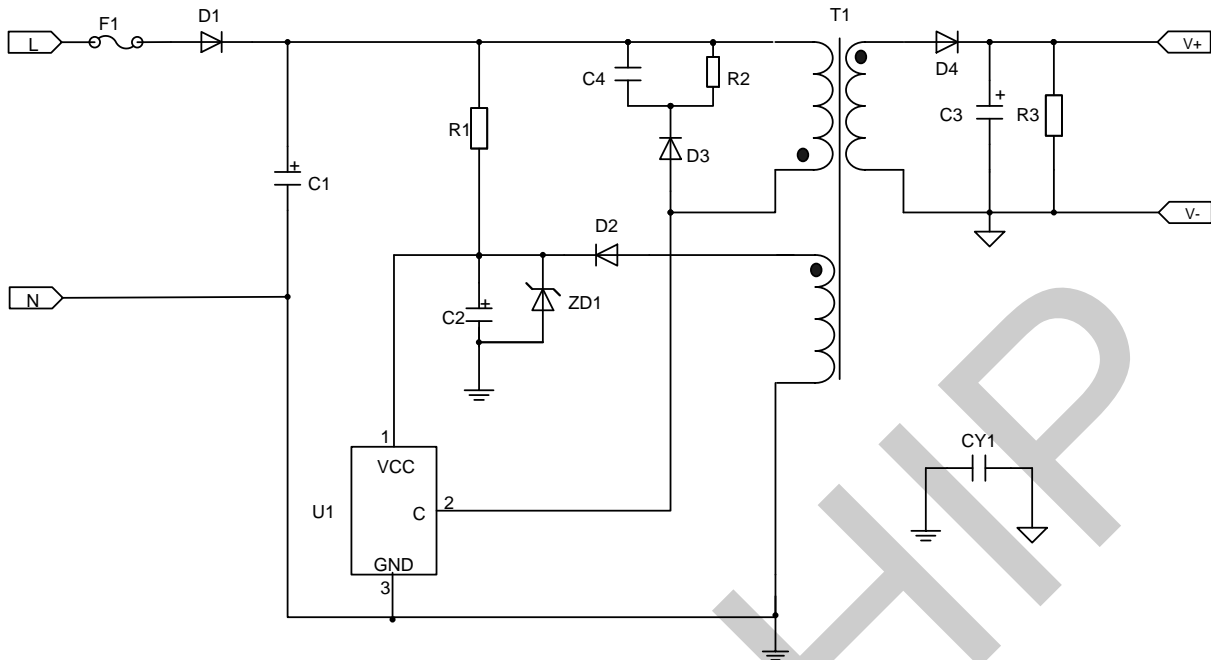 F1
D1
T1
L
V+
C4
R2
D4
C3
+
R3
R1
D3
+
C1
V-
D2
N
+
C2
ZD1
1
VCC
CY1
U1
C
2
GND
3
HIP